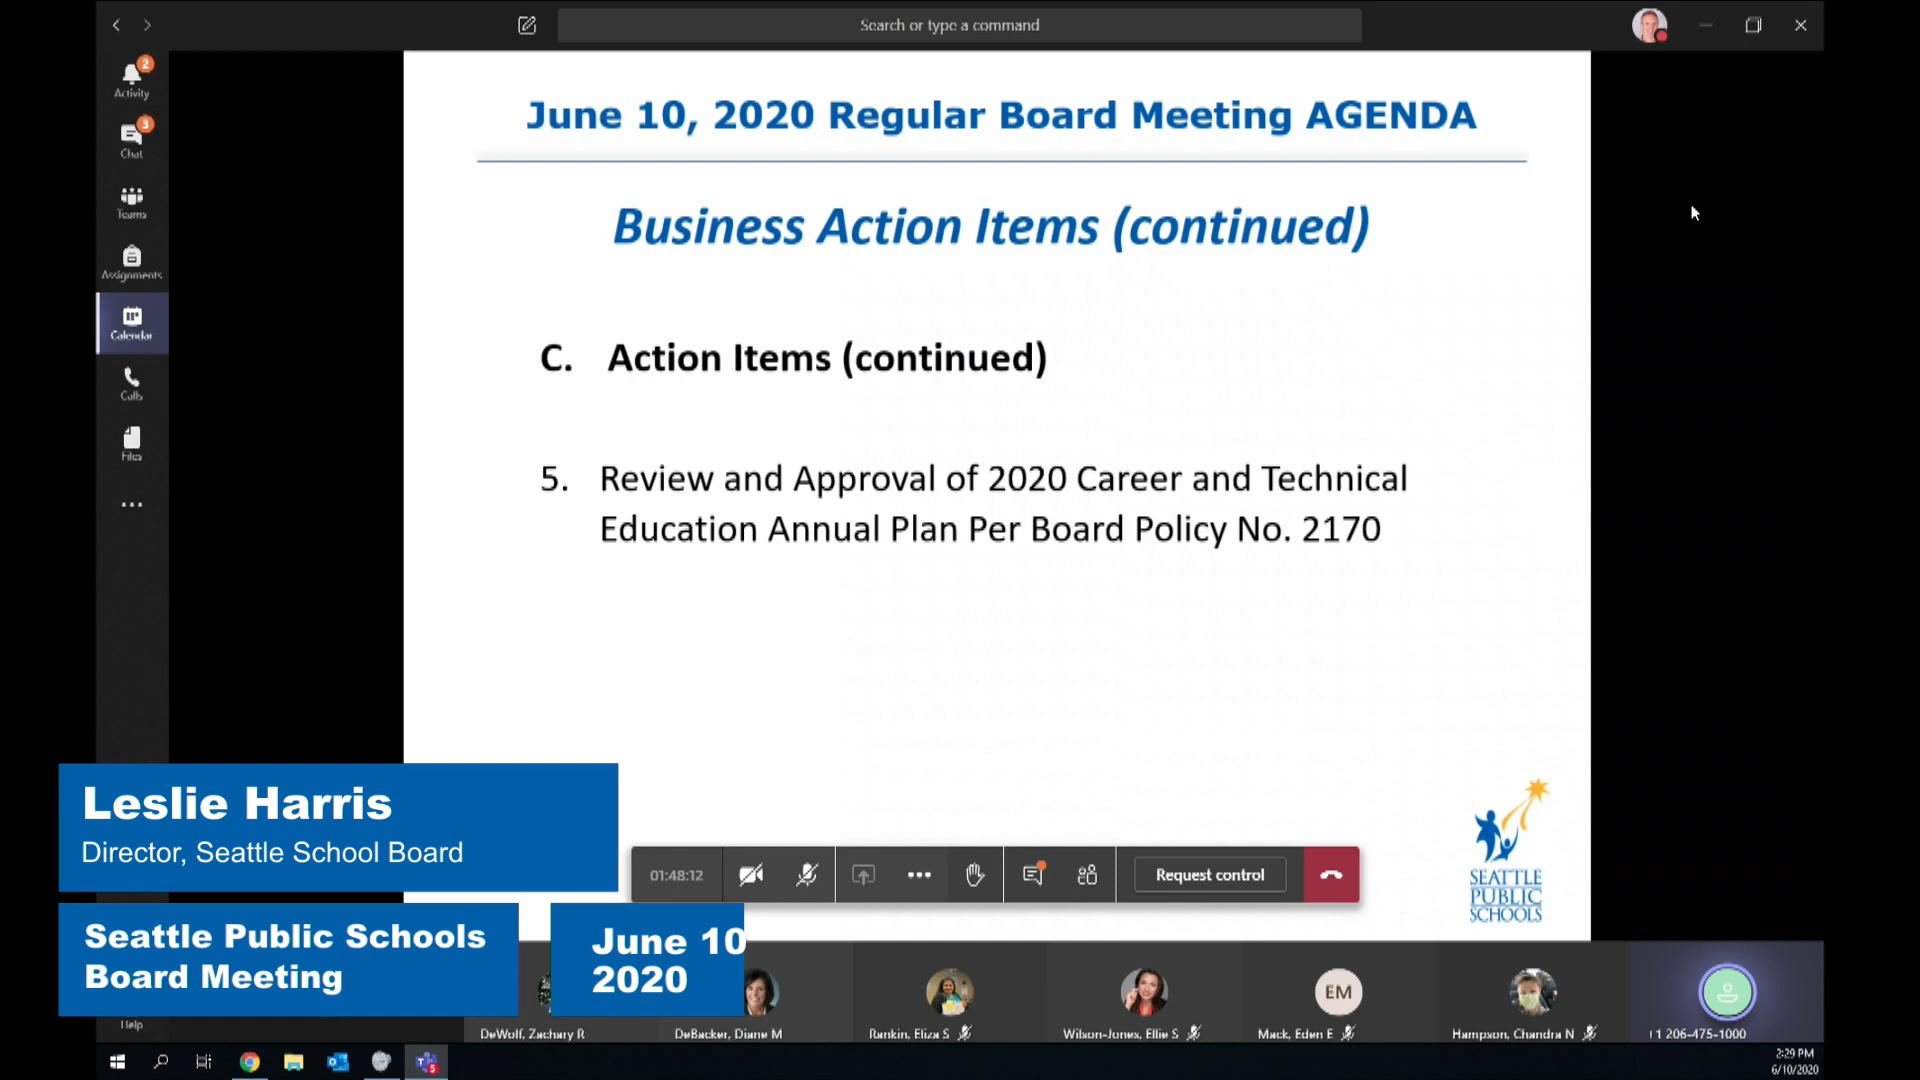 Search or type a command
2
Activity
3
Chat
Teams
Assignments
Calendar
Calls
Files
June 10, 2020 Regular Board Meeting AGENDA
Business Action Items (continued)
C. Action Items (continued)
5. Review and Approval of 2020 Career and Technical
Education Annual Plan Per Board Policy No. 2170
SEATTLE
PUBLIC
SCHOOLS
Leslie Harris
Director, Seattle School Board
01:48:12
Request control
Seattle Public Schools
Board Meeting
June 10
2020
EM
Help
DeWolf, Zachary R
DeBacker, Diane M
Rankin, Eliza S
Wilson-Jones, Ellie S
Mack, Eden E
Hampson, Chandra N
+1 206-475-1000
5
2:29 PM
6/10/2020